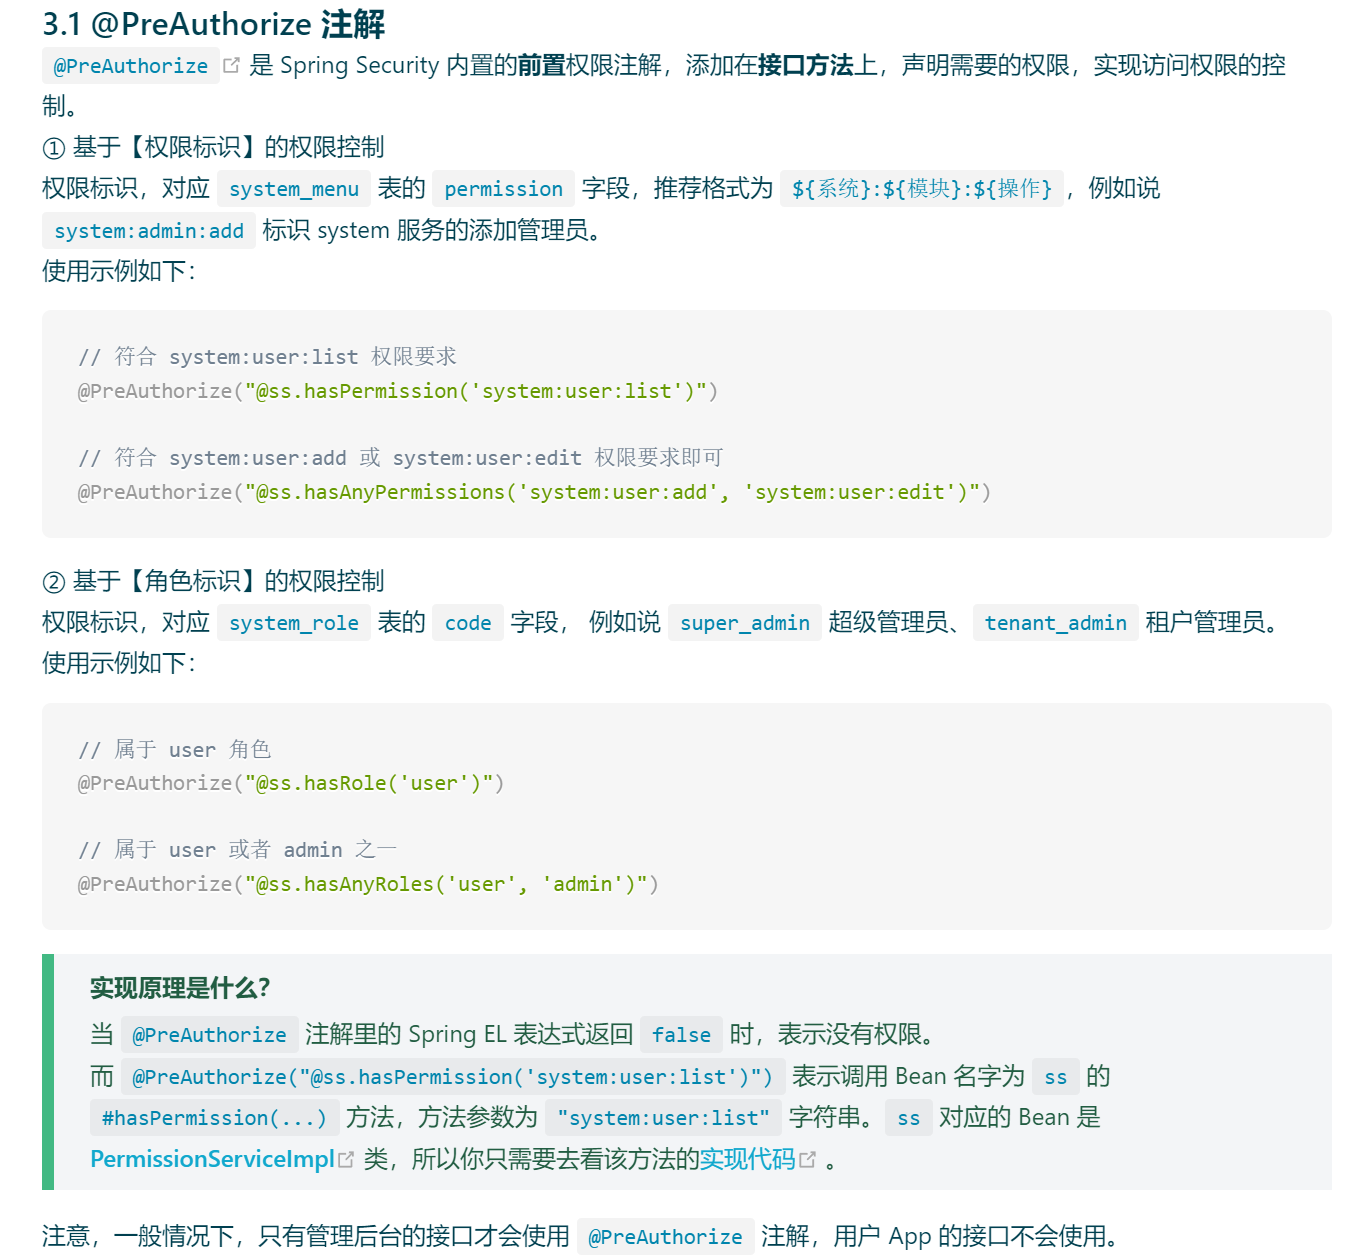 3.1 @PreAuthorize 注解
@PreAuthorize 是 Spring Security 内置的前置权限注解，添加在接口方法上，声明需要的权限，实现访问权限的控
制。
① 基于【权限标识】的权限控制
权限标识，对应 system_menu 表的 permission 字段，推荐格式为 ${系统}:${模块}:${操作} ，例如说
system:admin:add 标识 system 服务的添加管理员。
使用示例如下：
// 符合 system:user:list 权限要求
@PreAuthorize("@ss.hasPermission('system:user:list')")
// 符合 system:user:add 或 system:user:edit 权限要求即可
@PreAuthorize("@ss.hasAnyPermissions('system:user:add', 'system:user:edit')")
② 基于【角色标识】的权限控制
权限标识，对应 system_role 表的 code 字段， 例如说 super_admin 超级管理员、 tenant_admin 租户管理员。
使用示例如下：
// 属于 user 角色
@PreAuthorize("@ss.hasRole('user')")
// 属于 user 或者 admin 之一
@PreAuthorize("@ss.hasAnyRoles('user', 'admin')")
实现原理是什么？
当 @PreAuthorize 注解里的 Spring EL 表达式返回 false 时，表示没有权限。
而 @PreAuthorize("@ss.hasPermission('system:user:list')") 表示调用 Bean 名字为 ss 的
#hasPermission(...) 方法，方法参数为 "system:user:list" 字符串。 ss 对应的 Bean 是
PermissionServiceImpl 类，所以你只需要去看该方法的实现代码 。
注意，一般情况下，只有管理后台的接口才会使用 @PreAuthorize 注解，用户 App 的接口不会使用。